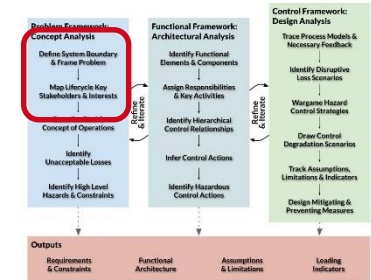 Problem Framework:
Concept Analysis
Define System Boundary
& Frame Problem
Map Lifecycle Key
Stakeholders & Interests
Concept of Operations
Identify
Unacceptable Losses
Identify High Level
Hazards & Constraints
Refine
& Iterate
Functional Framework:
Architectural Analysis
Identify Functional
Elements & Components
Assign Responsibilities
& Key Activities
Identify Hierarchical
Control Relationships
Infer Control Actions
Identify Hazardous
Control Actions
Refine
& Iterate
Control Framework:
Design Analysis
Trace Process Models &
Necessary Feedback
Identify Disruptive
Loss Scenarios
Wargame Hazard
Control Strategies
Draw Control
Degradation Scenarios
Track Assumptions,
Limitations & Indicators
Design Mitigating &
Preventing Measures
Outputs
Requirements
& Constraints
Functional
Architecture
Assumptions
& Limitations
Leading
Indicators